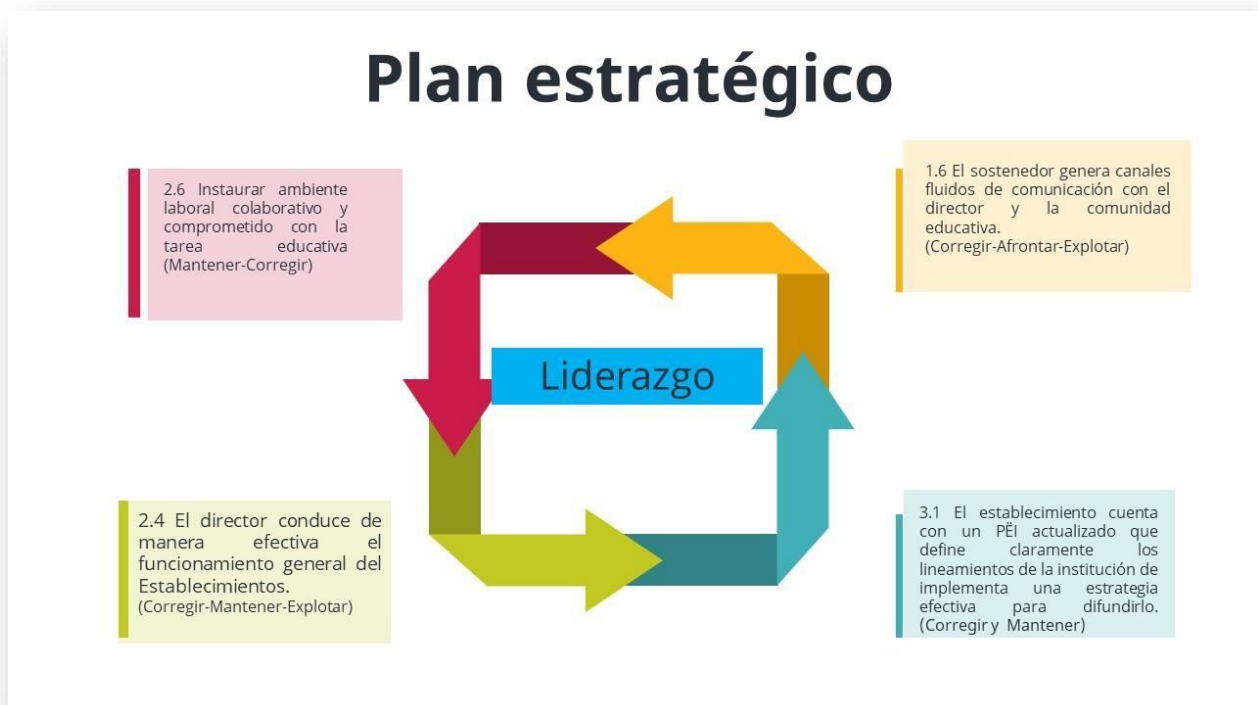 Plan estratégico
2.6 Instaurar ambiente
laboral colaborativo y
comprometido con la
tarea educativa
(Mantener-Corregir)
1.6 El sostenedor genera canales
fluidos de comunicación con el
director y la comunidad
educativa.
(Corregir-Afrontar-Explotar)
Liderazgo
2.4 El director conduce de
manera efectiva el
funcionamiento general del
Establecimientos.
(Corregir-Mantener-Explotar)
3.1 El establecimiento cuenta
con un PËI actualizado que
define claramente los
lineamientos de la institución de
implementa una estrategia
efectiva para difundirlo.
(Corregir y Mantener)